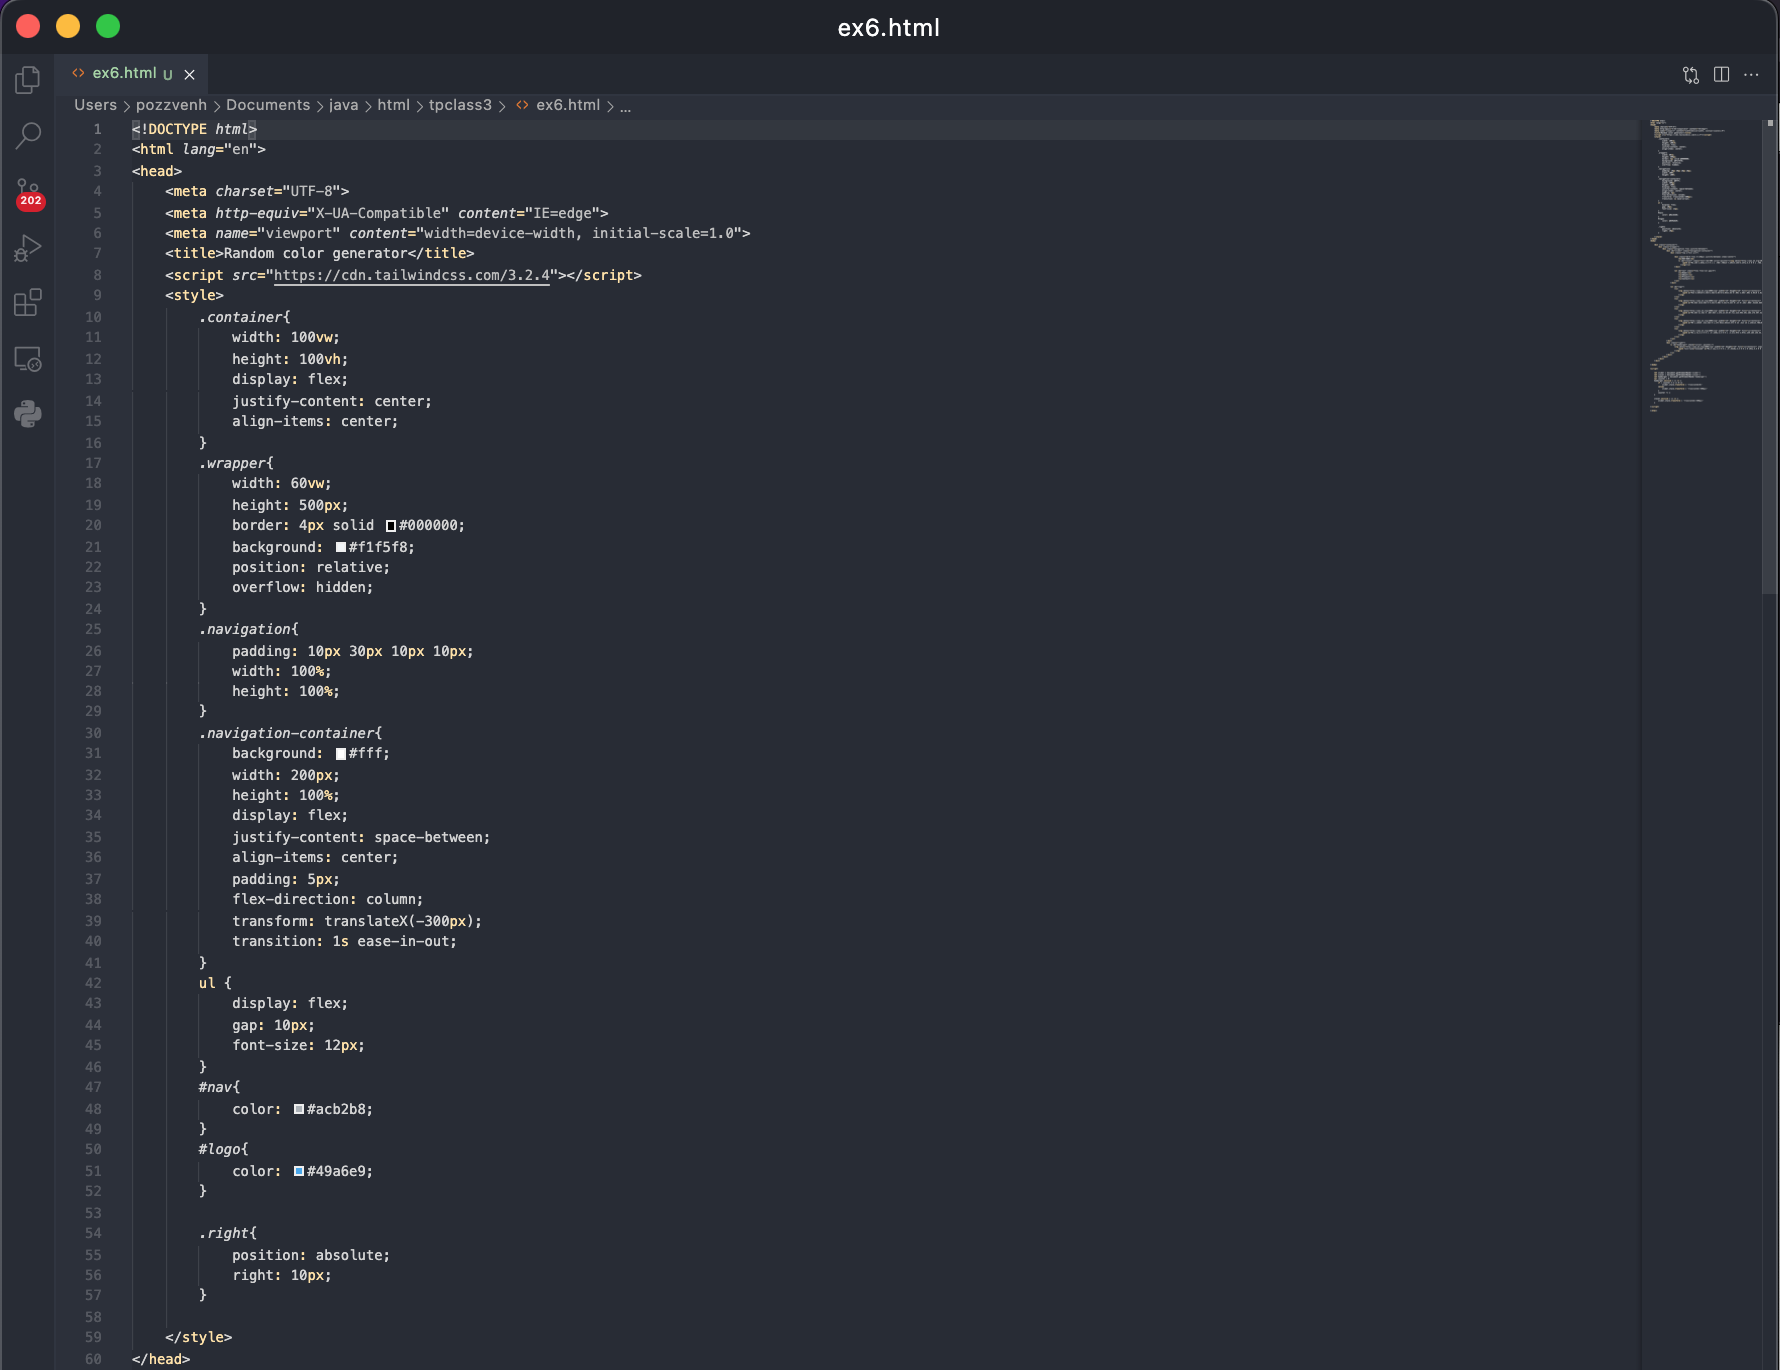 ex6.html
ex6.html U
Users > pozzvenh > Documents > java > html > tpclass3 > ex6.html > ...
202
1 <!DOCTYPE html>
2 <html lang="en">
3 <head>
4 <meta charset="UTF-8">
5 <meta http-equiv="X-UA-Compatible" content="IE=edge">
6 <meta name="viewport" content="width=device-width, initial-scale=1.0">
7 <title>Random color generator</title>
8 <script src="https://cdn.tailwindcss.com/3.2.4"></script>
9 <style>
10 .container{
11 width: 100vw;
12 height: 100vh;
13 display: flex;
14 justify-content: center;
15 align-items: center;
16 }
17 .wrapper{
18 width: 60vw;
19 height: 500px;
20 border: 4px solid #000000;
21 background: #f1f5f8;
22 position: relative;
23 overflow: hidden;
24 }
25 .navigation{
26 padding: 10px 30px 10px 10px;
27 width: 100%;
28 height: 100%;
29 }
30 .navigation-container{
31 background: #fff;
32 width: 200px;
33 height: 100%;
34 display: flex;
35 justify-content: space-between;
36 align-items: center;
37 padding: 5px;
38 flex-direction: column;
39 transform: translateX(-300px);
40 transition: 1s ease-in-out;
41 }
42 ul {
43 display: flex;
44 gap: 10px;
45 font-size: 12px;
46 }
47 #nav{
48 color: #acb2b8;
49 }
50 #logo{
51 color: #49a6e9;
52 }
53
54 .right{
55 position: absolute;
56 right: 10px;
57 }
58
59 </style>
60 </head>